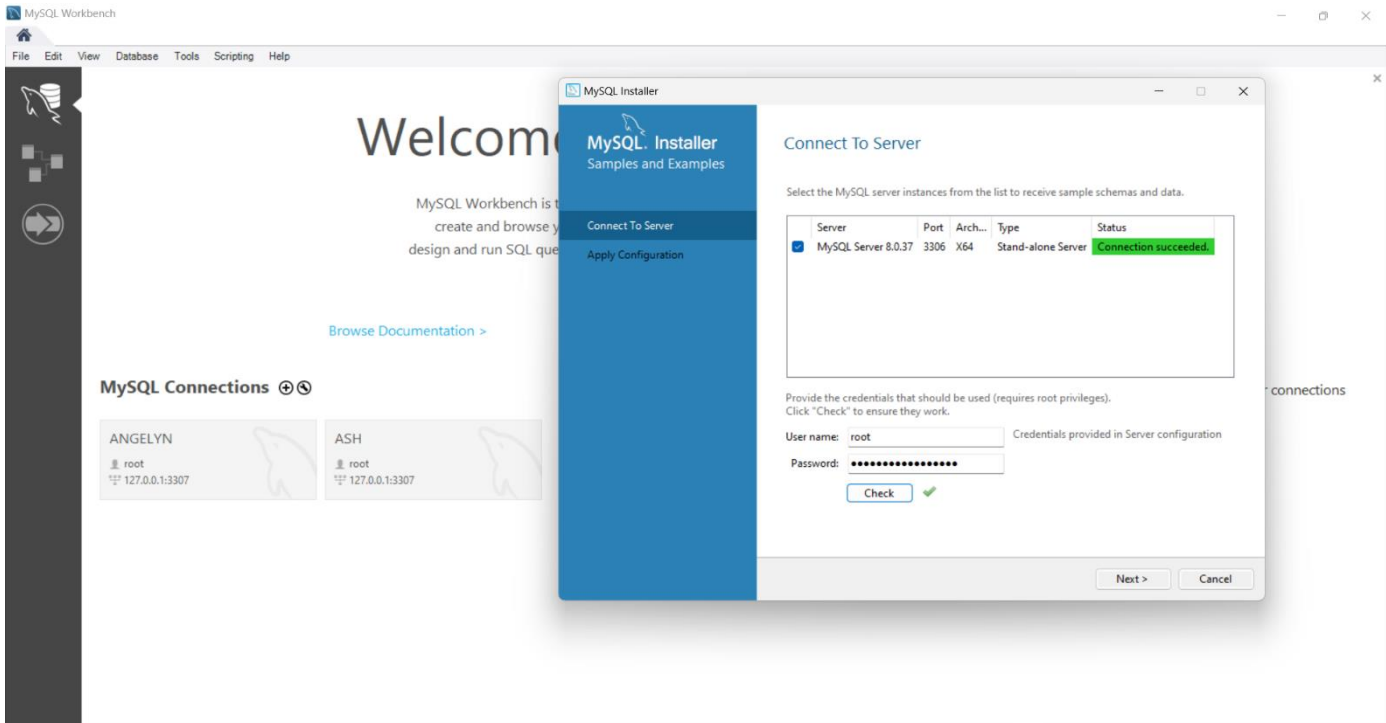 MySQL Workbench
File Edit View Database Tools Scripting Help
Welcom
MySQL Workbench is t
create and browse y
design and run SQL que
Browse Documentation >
MySQL Connections
r connections
ANGELYN
root
127.0.0.1:3307
ASH
root
127.0.0.1:3307
MySQL Installer
MySQL. Installer
Samples and Examples
Connect To Server
Apply Configuration
Connect To Server
Select the MySQL server instances from the list to receive sample schemas and data.
Server Port Arch... Type Status
MySQL Server 8.0.37 3306 X64 Stand-alone Server Connection succeeded.
Provide the credentials that should be used (requires root privileges).
Click "Check" to ensure they work.
User name: root Credentials provided in Server configuration
Password: •••••••••••••••••
Check
Next > Cancel